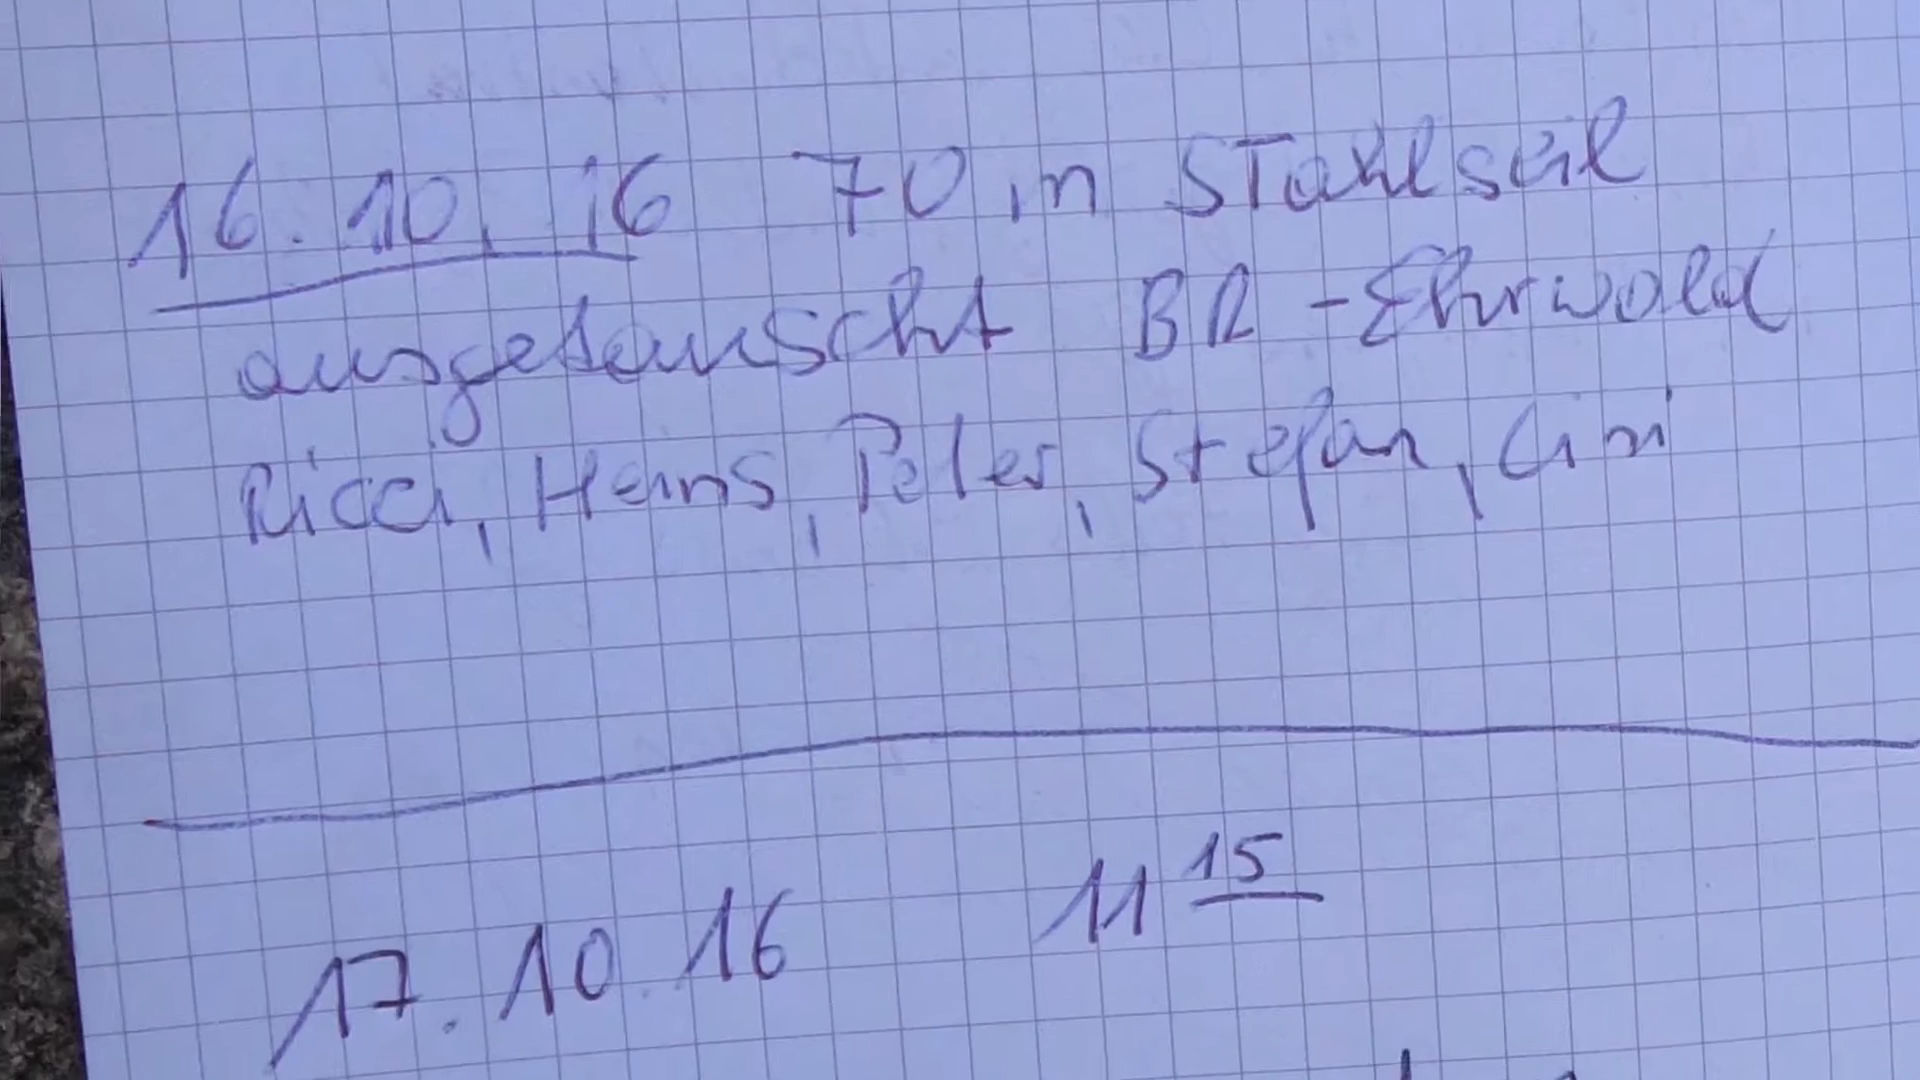 16.10.16 70 m Stahlseil
ausgetauscht BR-Ehrwald
Ricci, Hans, Peter, Stefan,
17.10.16 11 15